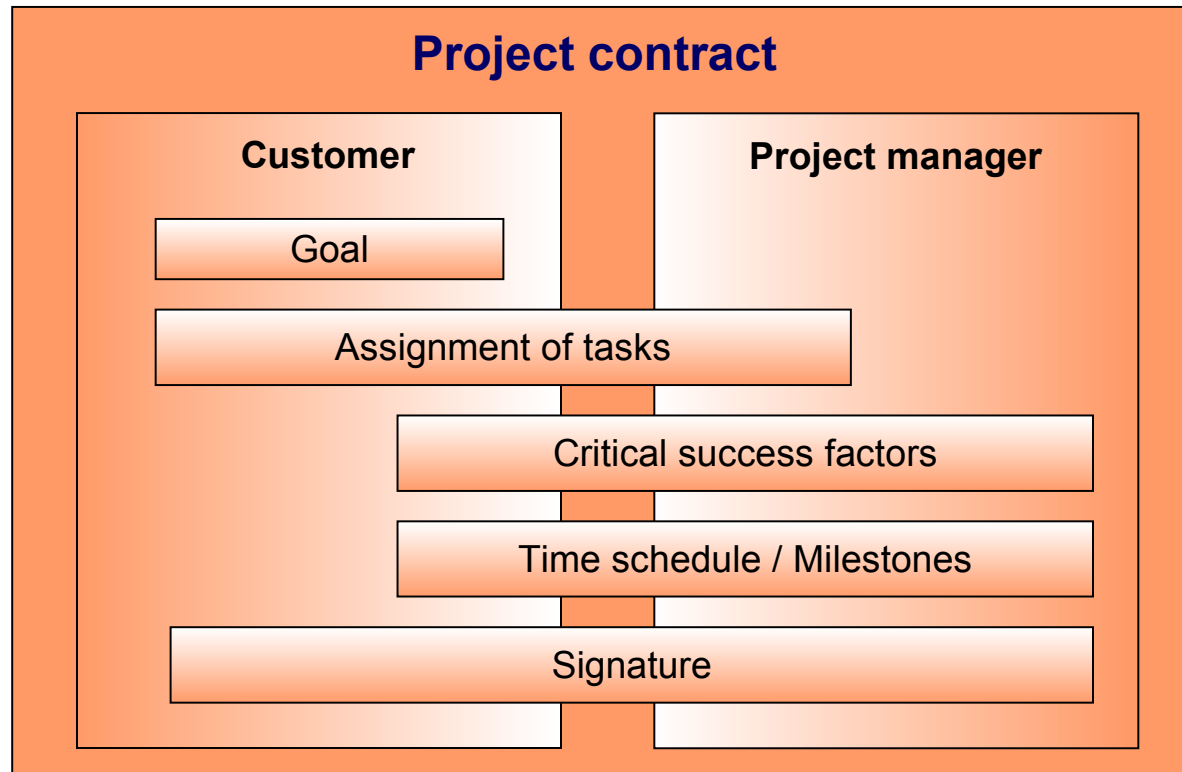 Project contract
Customer
Project manager
Goal
Assignment of tasks
Critical success factors
Time schedule / Milestones
Signature